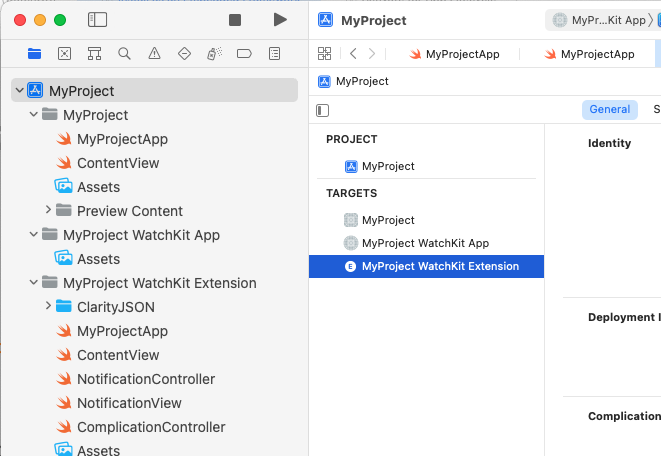 MyProject
MyPr...Kit App
MyProjectApp
MyProjectApp
MyProject
MyProject
MyProject
MyProjectApp
ContentView
Assets
Preview Content
MyProject WatchKit App
Assets
MyProject WatchKit Extension
ClarityJSON
MyProjectApp
ContentView
NotificationController
NotificationView
ComplicationController
Assets
General
PROJECT
MyProject
TARGETS
MyProject
MyProject WatchKit App
E MyProject WatchKit Extension
Identity
Deployment I
Complication